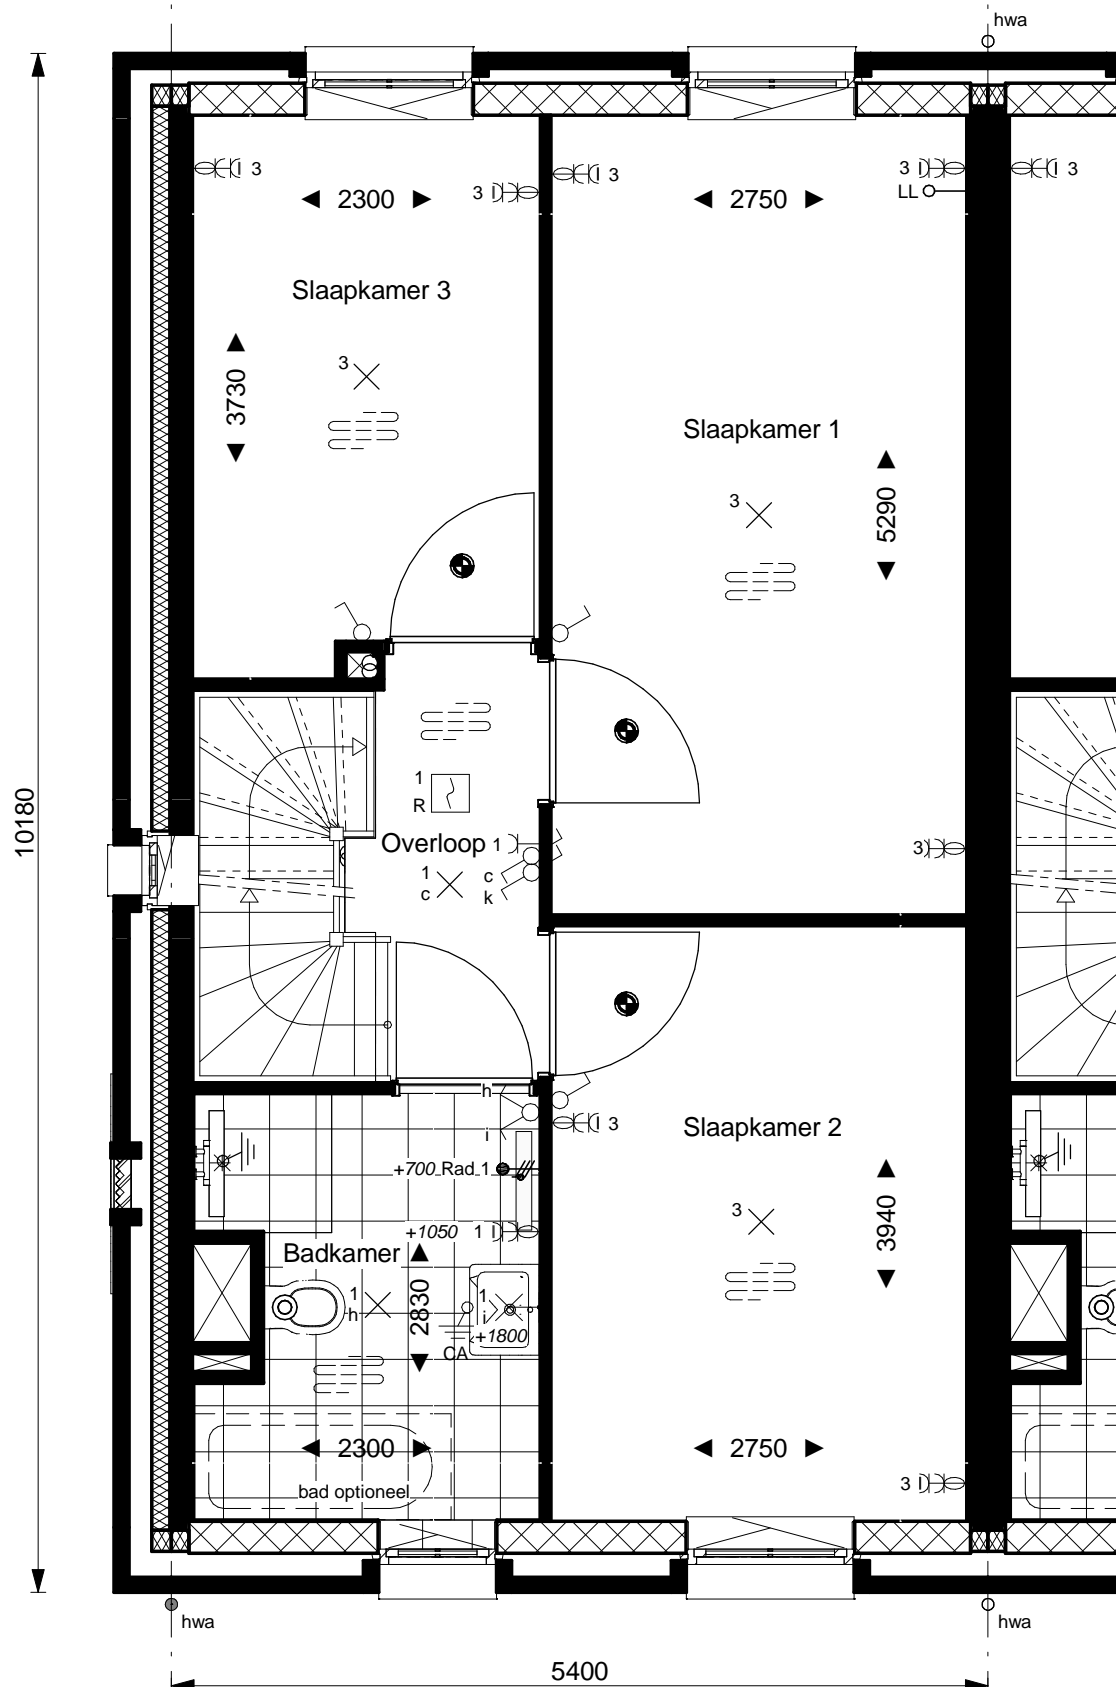 hwa
3
3
3
3
LL
3
2300
2750
Slaapkamer 3
3
3730
Slaapkamer 1
3
5290
10180
1
R
Overloop
1
1
c
c
k
3
h
i
3
Slaapkamer 2
+700
Rad
1
+1050
1
3
3940
Badkamer
1
h
2830
1
i
+1800
CA
2300
2750
bad optioneel
3
hwa
hwa
5400